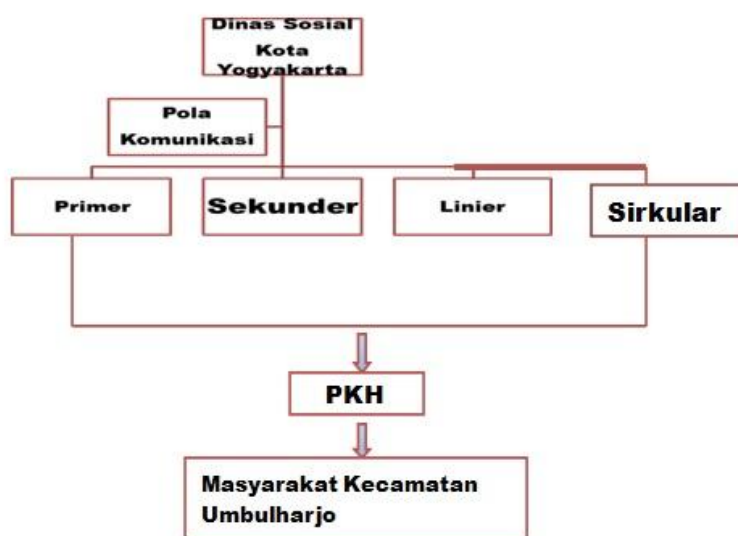 Dinas Sosial
Kota
Yogyakarta
Pola
Komunikasi
Primer
Sekunder
Linier
Sirkular
PKH
Masyarakat Kecamatan
Umbulharjo